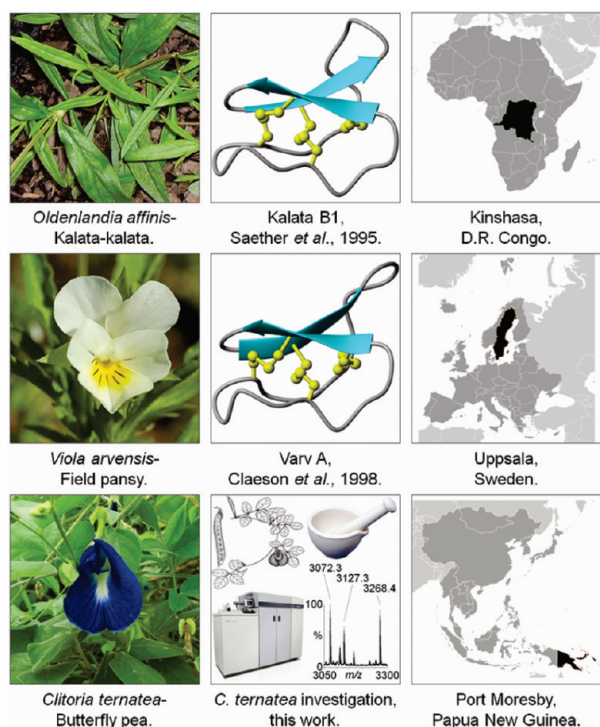 Oldenlandia affinis-
Kalata-kalata.
Kalata B1,
Saether et al., 1995.
Kinshasa,
D.R. Congo.
Viola arvensis-
Field pansy.
Varv A,
Claeson et al., 1998.
Uppsala,
Sweden.
3072.3
3127.3
3268.4
100
%
3050
m/z
3300
Clitoria ternatea-
Butterfly pea.
C. ternatea investigation,
this work.
Port Moresby,
Papua New Guinea.